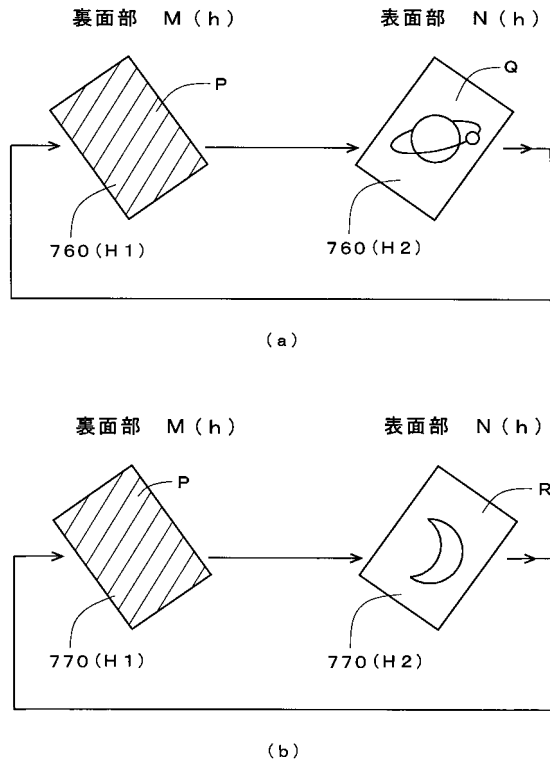 裏面部 M(h) 表面部 N(h)
P Q
760(H1) 760(H2)
(a)
裏面部 M(h) 表面部 N(h)
P R
770(H1) 770(H2)
(b)